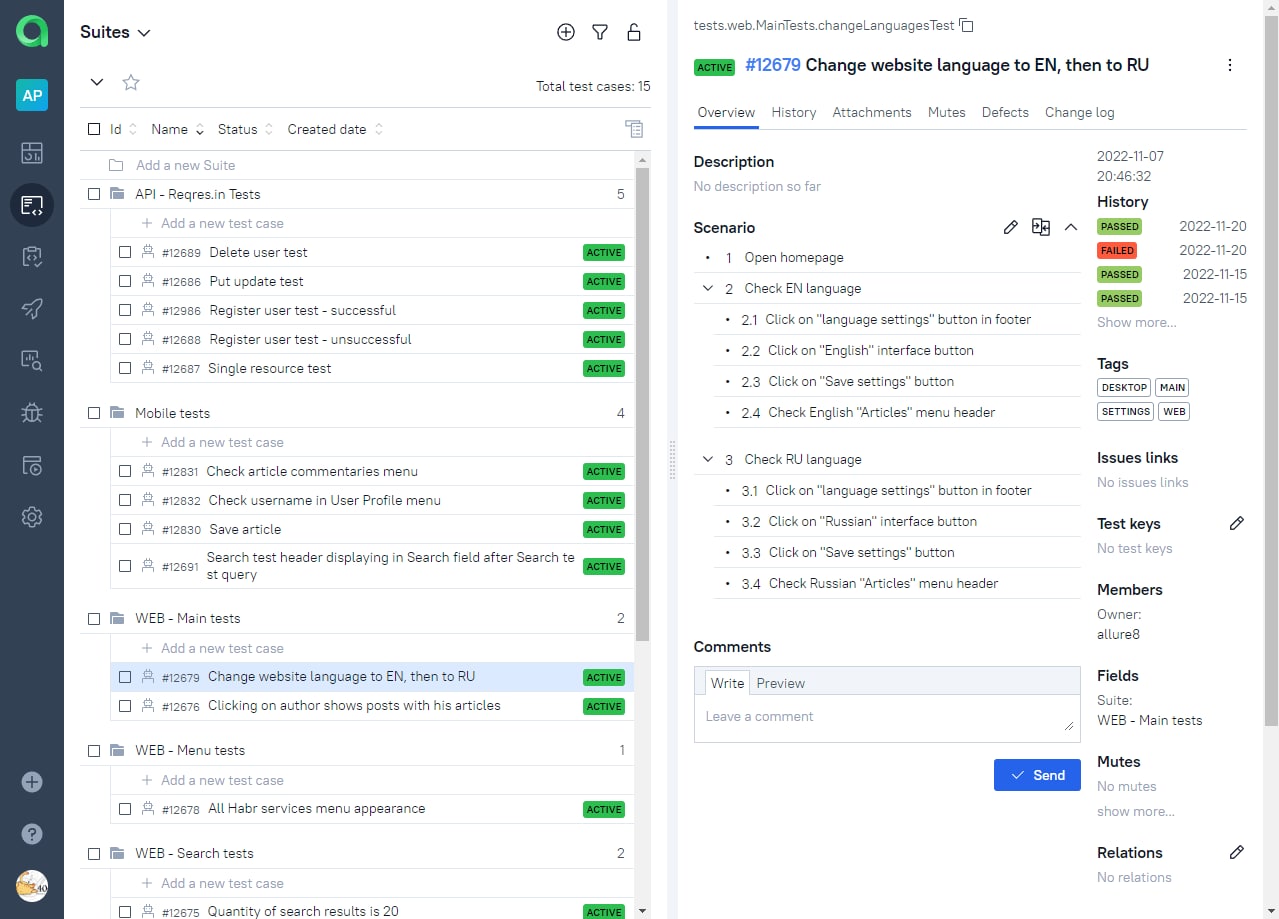 Suites
Total test cases: 15
AP
Id Name Status Created date
Add a new Suite
API - Reqres.in Tests 5
Add a new test case
#12689 Delete user test ACTIVE
#12686 Put update test ACTIVE
#12986 Register user test - successful ACTIVE
#12688 Register user test - unsuccessful ACTIVE
#12687 Single resource test ACTIVE
Mobile tests 4
Add a new test case
#12831 Check article commentaries menu ACTIVE
#12832 Check username in User Profile menu ACTIVE
#12830 Save article ACTIVE
#12691 Search test header displaying in Search field after Search te
st query ACTIVE
WEB - Main tests 2
Add a new test case
#12679 Change website language to EN, then to RU ACTIVE
#12676 Clicking on author shows posts with his articles ACTIVE
WEB - Menu tests 1
Add a new test case
#12678 All Habr services menu appearance ACTIVE
WEB - Search tests 2
Add a new test case
#12675 Quantity of search results is 20 ACTIVE
tests.web.MainTests.changeLanguagesTest
ACTIVE #12679 Change website language to EN, then to RU
Overview History Attachments Mutes Defects Change log
Description
No description so far
Scenario
1 Open homepage
2 Check EN language
2.1 Click on "language settings" button in footer
2.2 Click on "English" interface button
2.3 Click on "Save settings" button
2.4 Check English "Articles" menu header
3 Check RU language
3.1 Click on "language settings" button in footer
3.2 Click on "Russian" interface button
3.3 Click on "Save settings" button
3.4 Check Russian "Articles" menu header
Comments
Write Preview
Leave a comment
Send
2022-11-07
20:46:32
History
PASSED 2022-11-20
FAILED 2022-11-20
PASSED 2022-11-15
PASSED 2022-11-15
Show more...
Tags
DESKTOP MAIN
SETTINGS WEB
Issues links
No issues links
Test keys
No test keys
Members
Owner:
allure8
Fields
Suite:
WEB - Main tests
Mutes
No mutes
show more...
Relations
No relations